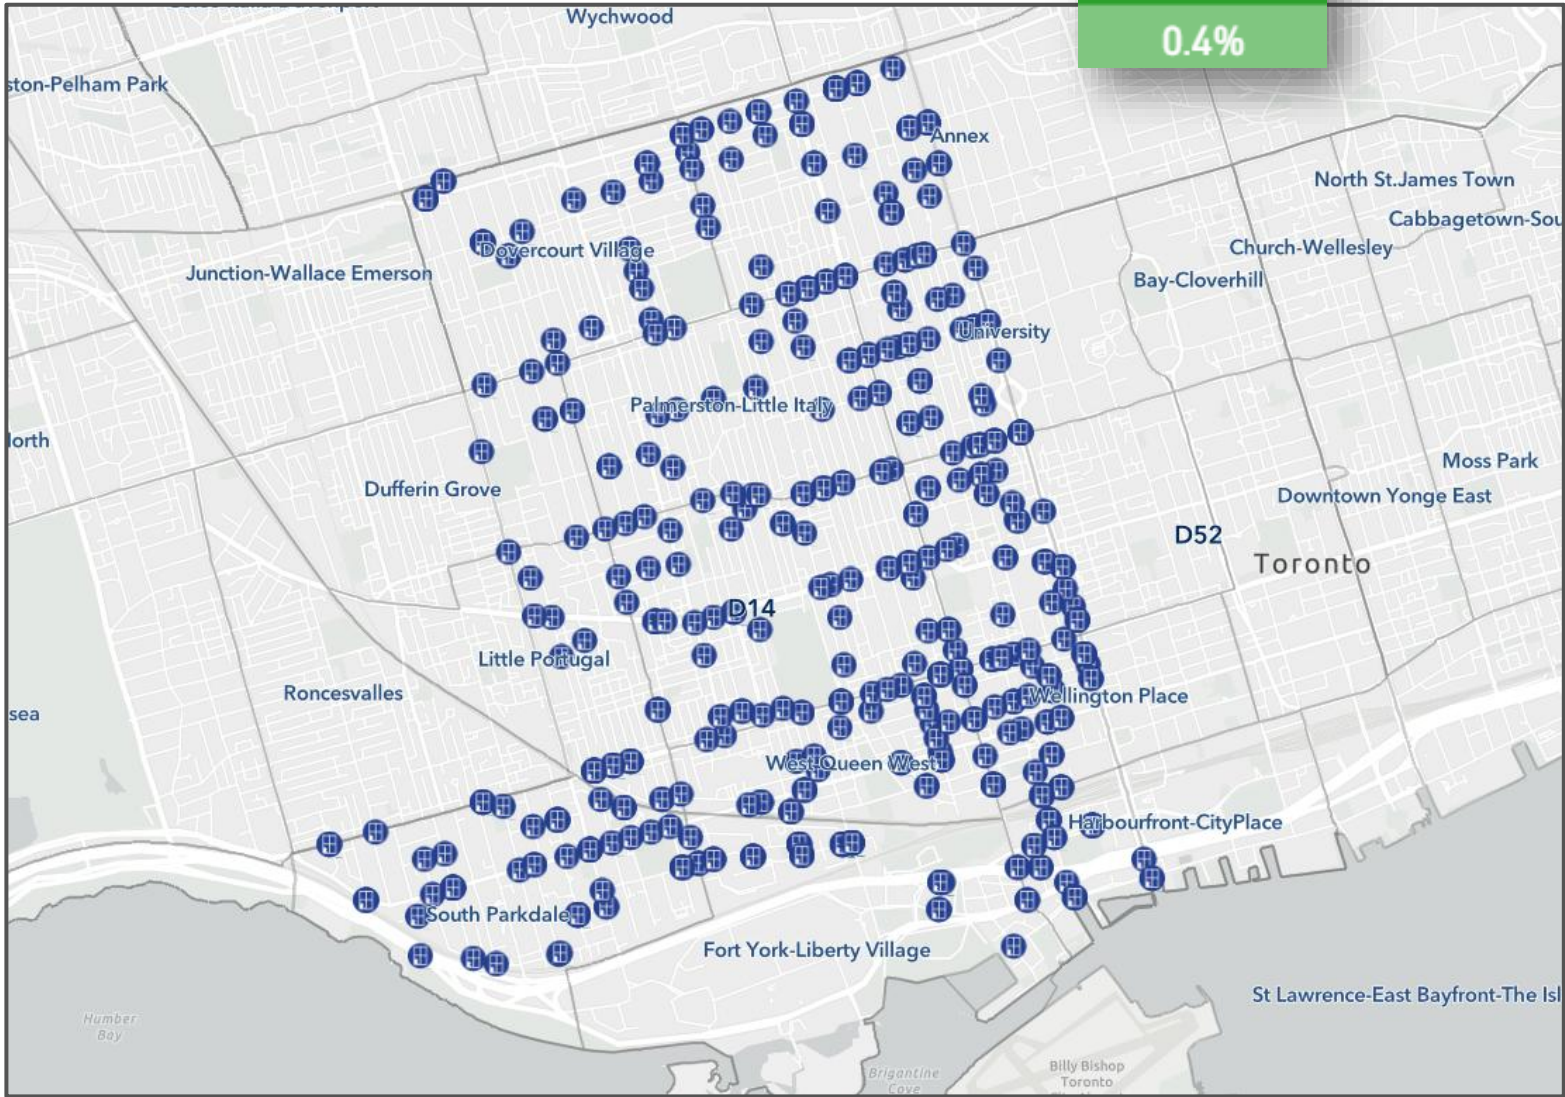 Wychwood
0.4%
ston-Pelham Park
Annex
North St.James Town
Cabbagetown-Sou
Church-Wellesley
Dovercourt Village
Junction-Wallace Emerson
Bay-Cloverhill
University
Palmerston-Little Italy
lorth
Moss Park
Dufferin Grove
Downtown Yonge East
D52
Toronto
D14
Little Portugal
Roncesvalles
Wellington Place
sea
West Queen West
Harbourfront-CityPlace
South Parkdale
Fort York-Liberty Village
St Lawrence-East Bayfront-The Isl
Humber
Bay
Billy Bishop
Toronto
Brigantine
Cove